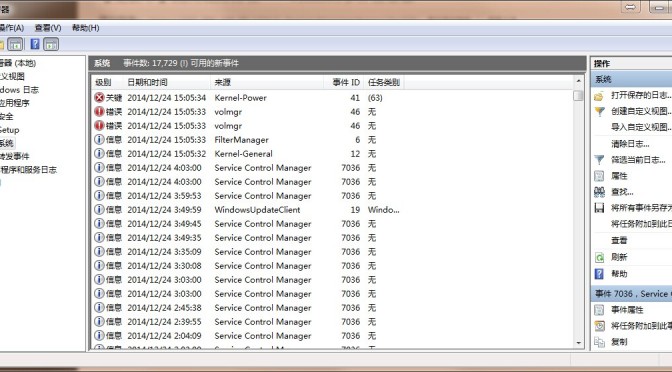 操作(A) 查看(V) 帮助(H)
器 (本地)
义视图
dows 日志
应用程序
安全
Setup
系统
转发事件
程序和服务日志
系统 事件数: 17,729 (!) 可用的新事件
级别 日期和时间 来源 事件 ID 任务类别
关键 2014/12/24 15:05:34 Kernel-Power 41 (63)
错误 2014/12/24 15:05:33 volmgr 46 无
错误 2014/12/24 15:05:33 volmgr 46 无
信息 2014/12/24 15:05:33 FilterManager 6 无
信息 2014/12/24 15:05:32 Kernel-General 12 无
信息 2014/12/24 4:03:00 Service Control Manager 7036 无
信息 2014/12/24 4:03:00 Service Control Manager 7036 无
信息 2014/12/24 3:59:53 Service Control Manager 7036 无
信息 2014/12/24 3:49:59 WindowsUpdateClient 19 Windo...
信息 2014/12/24 3:49:45 Service Control Manager 7036 无
信息 2014/12/24 3:49:45 Service Control Manager 7036 无
信息 2014/12/24 3:35:09 Service Control Manager 7036 无
信息 2014/12/24 3:30:08 Service Control Manager 7036 无
信息 2014/12/24 3:03:00 Service Control Manager 7036 无
信息 2014/12/24 3:03:00 Service Control Manager 7036 无
信息 2014/12/24 2:45:38 Service Control Manager 7036 无
信息 2014/12/24 2:39:55 Service Control Manager 7036 无
信息 2014/12/24 2:04:09 Service Control Manager 7036 无
操作
系统
打开保存的日志...
创建自定义视图...
导入自定义视图...
清除日志...
筛选当前日志...
属性
查找...
将所有事件另存为
将任务附加到此日
查看
刷新
帮助
事件 7036，Service
事件属性
将任务附加到此事
复制